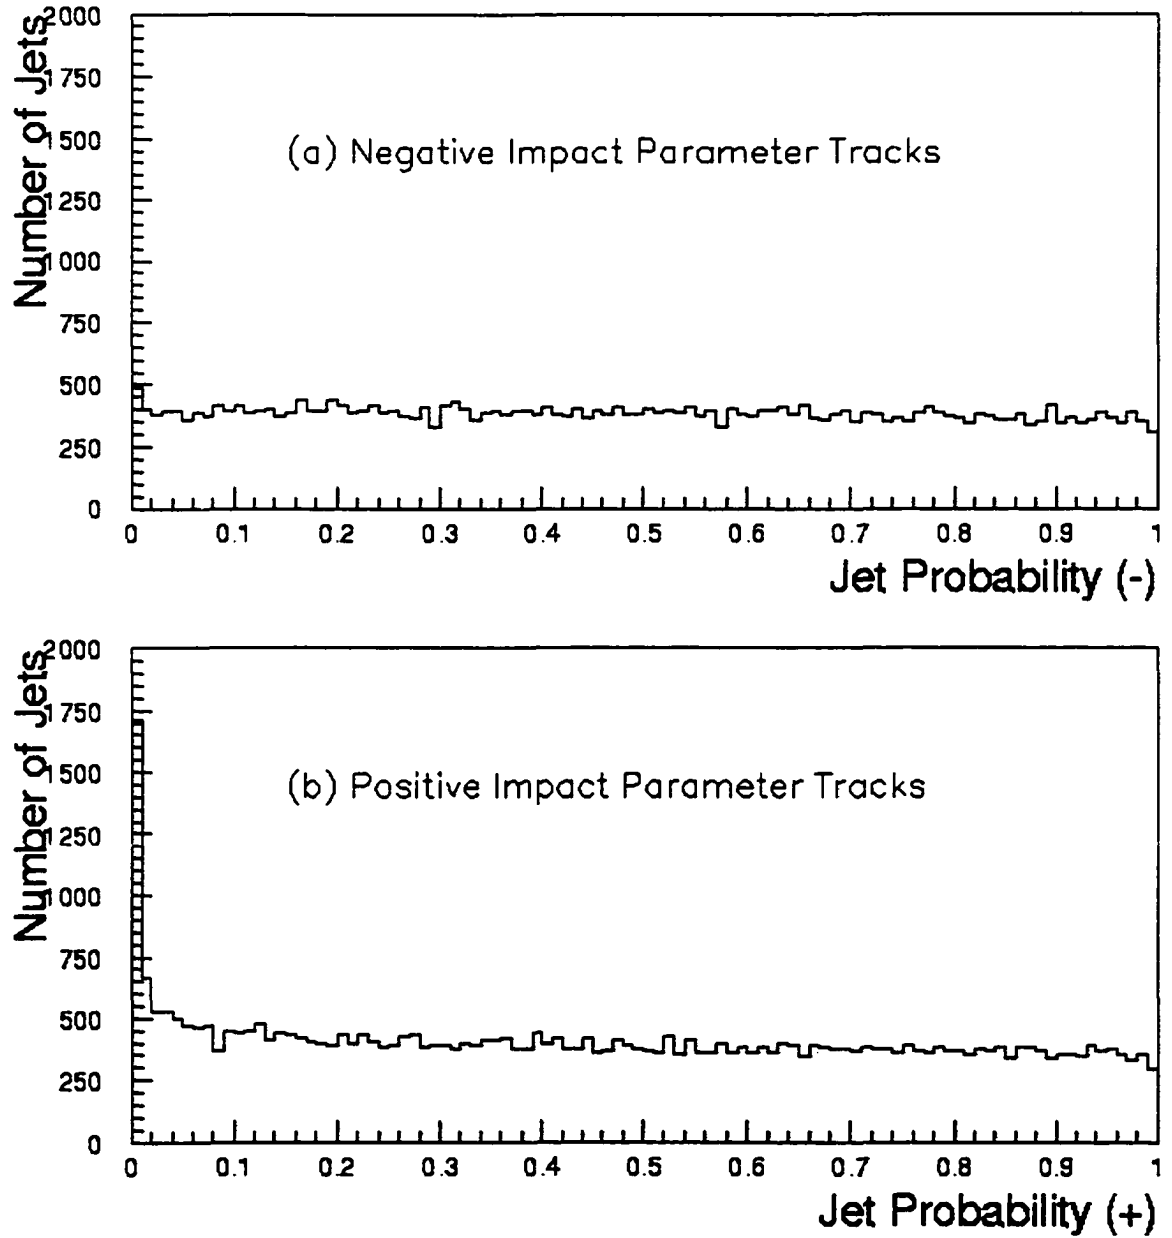 Number of Jets
2000
1750
1500
1250
1000
750
500
250
0
(a) Negative Impact Parameter Tracks
0 0.1 0.2 0.3 0.4 0.5 0.6 0.7 0.8 0.9 1
Jet Probability (-)
Number of Jets
2000
1750
1500
1250
1000
750
500
250
0
(b) Positive Impact Parameter Tracks
0 0.1 0.2 0.3 0.4 0.5 0.6 0.7 0.8 0.9 1
Jet Probability (+)